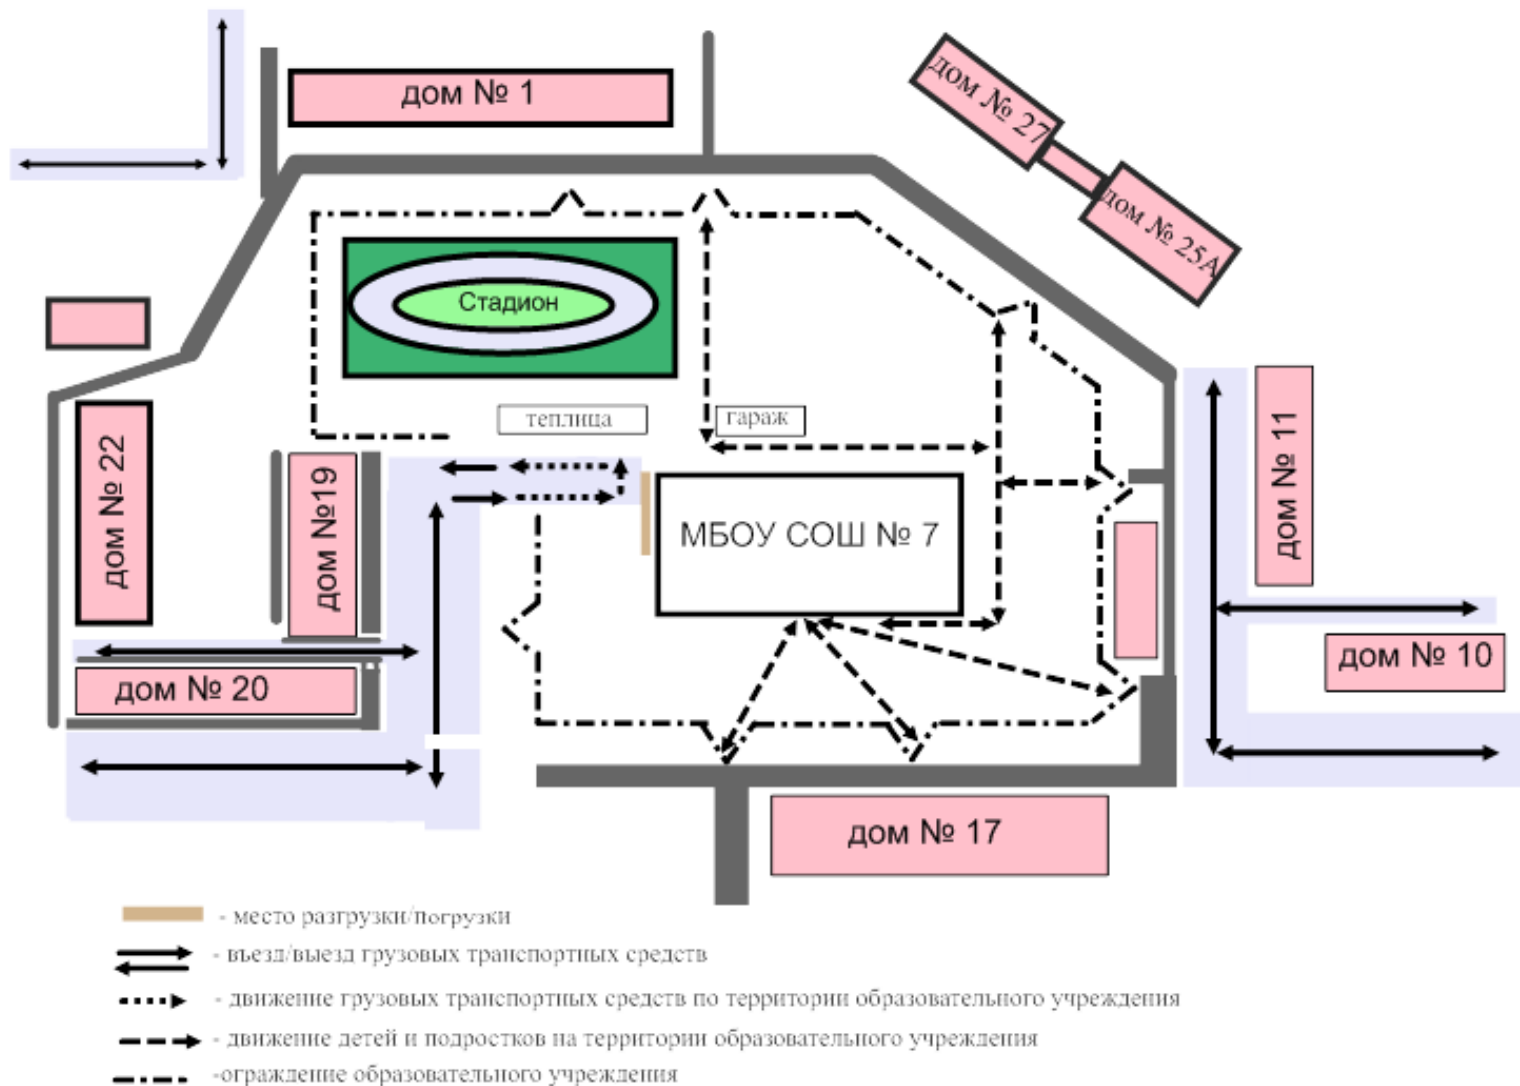 дом № 1
дом № 27
дом № 25А
Стадион
теплица
гараж
дом № 22
дом №19
МБОУ СОШ № 7
дом № 11
дом № 10
дом № 20
дом № 17
- место разгрузки/погрузки
- въезд/выезд грузовых транспортных средств
- движение грузовых транспортных средств по территории образовательного учреждения
- движение детей и подростков на территории образовательного учреждения
-ограждение образовательного учреждения